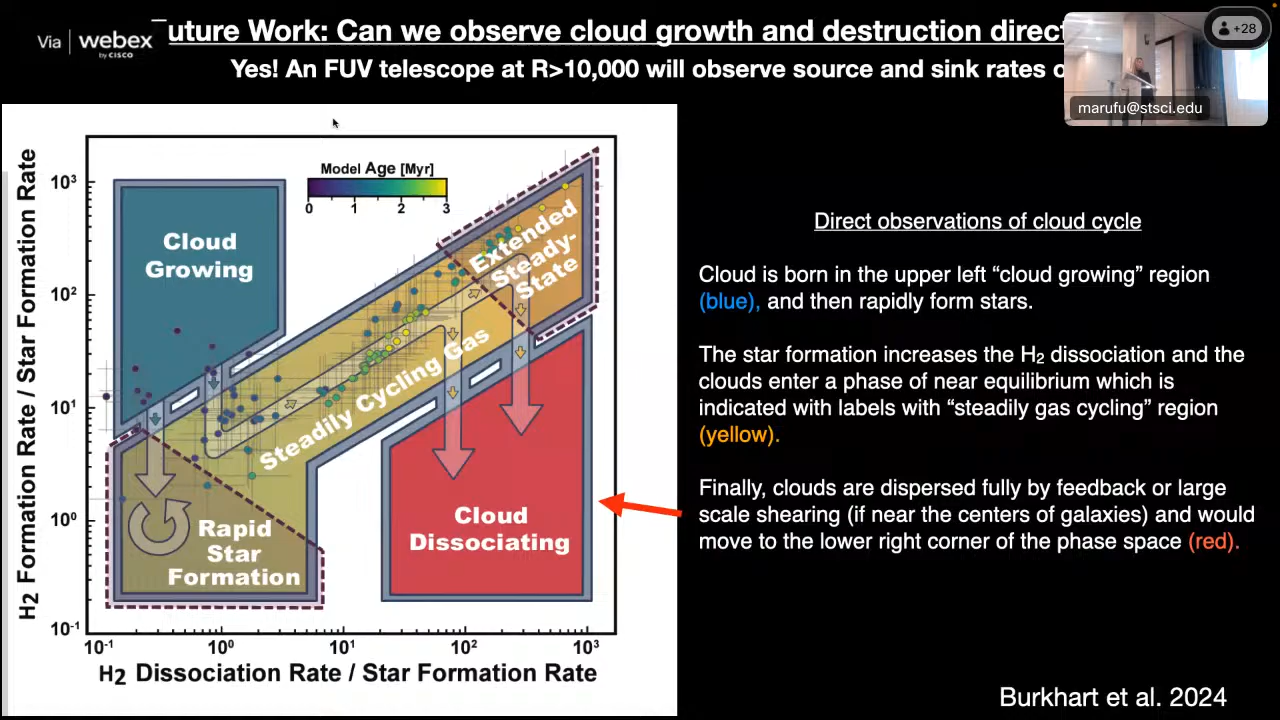 Via | webex
by CISCO
uture Work: Can we observe cloud growth and destruction direct
Yes! An FUV telescope at R>10,000 will observe source and sink rates
+28
marufu@stsci.edu
Model Age [Myr]
0 1 2 3
H2 Formation Rate / Star Formation Rate
10³
10²
10¹
10⁰
10⁻¹
Cloud
Growing
Extended
Steady-
State
Steadily Cycling Gas
Rapid
Star
Formation
Cloud
Dissociating
10⁻¹ 10⁰ 10¹ 10² 10³
H2 Dissociation Rate / Star Formation Rate
Direct observations of cloud cycle
Cloud is born in the upper left “cloud growing” region
(blue), and then rapidly form stars.
The star formation increases the H₂ dissociation and the
clouds enter a phase of near equilibrium which is
indicated with labels with “steadily gas cycling” region
(yellow).
Finally, clouds are dispersed fully by feedback or large
scale shearing (if near the centers of galaxies) and would
move to the lower right corner of the phase space (red).
Burkhart et al. 2024